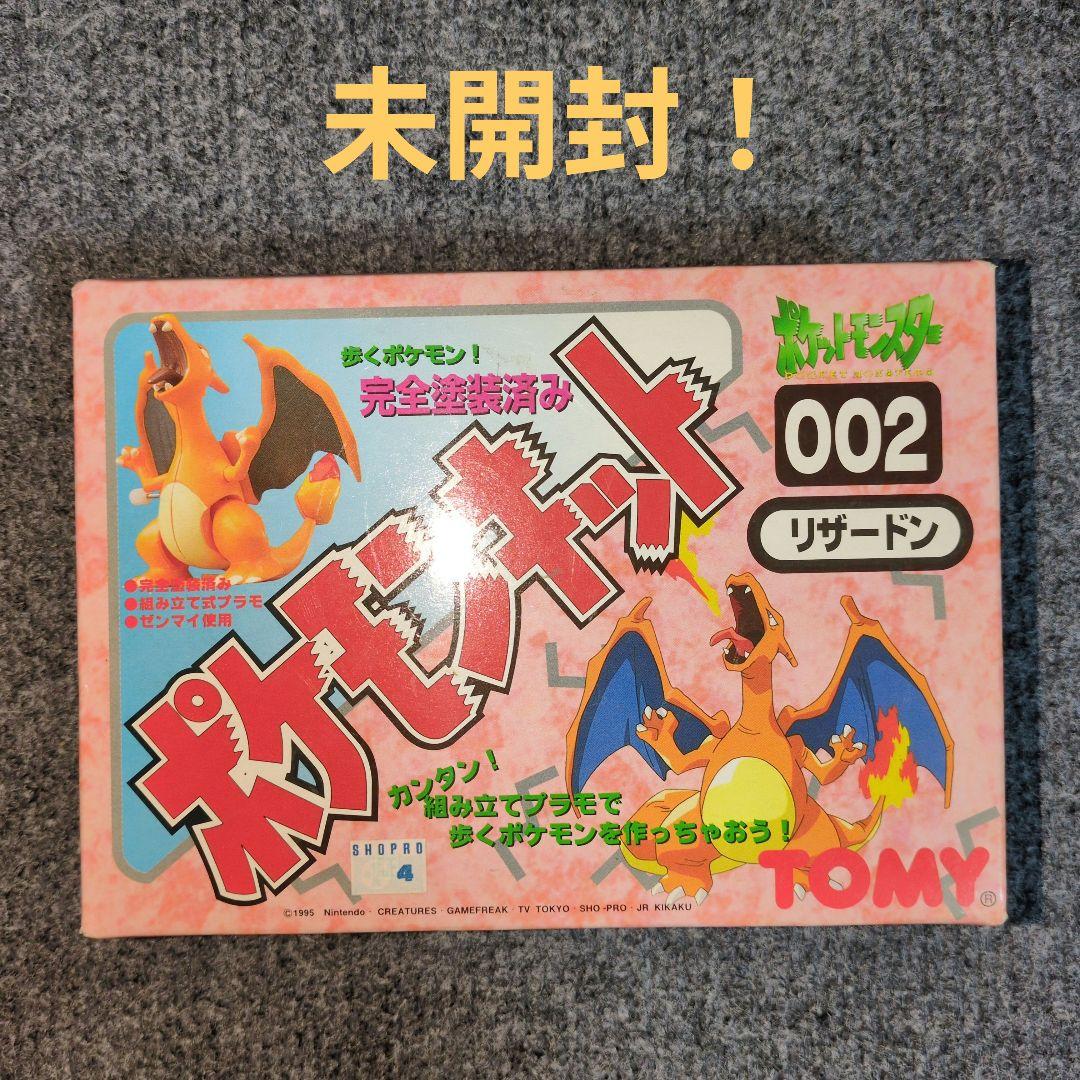 未開封！
ポケットモンスター
POCKET MONSTERS
002
リザードン
歩くポケモン！
完全塗装済み
ポケモキット
●完全塗装済み
●組み立て式プラモ
●ゼンマイ使用
カンタン！
組み立てプラモで
歩くポケモンを作っちゃおう！
SHOPRO
4
TOMY®
©1995 Nintendo · CREATURES · GAMEFREAK · TV TOKYO · SHO-PRO · JR KIKAKU